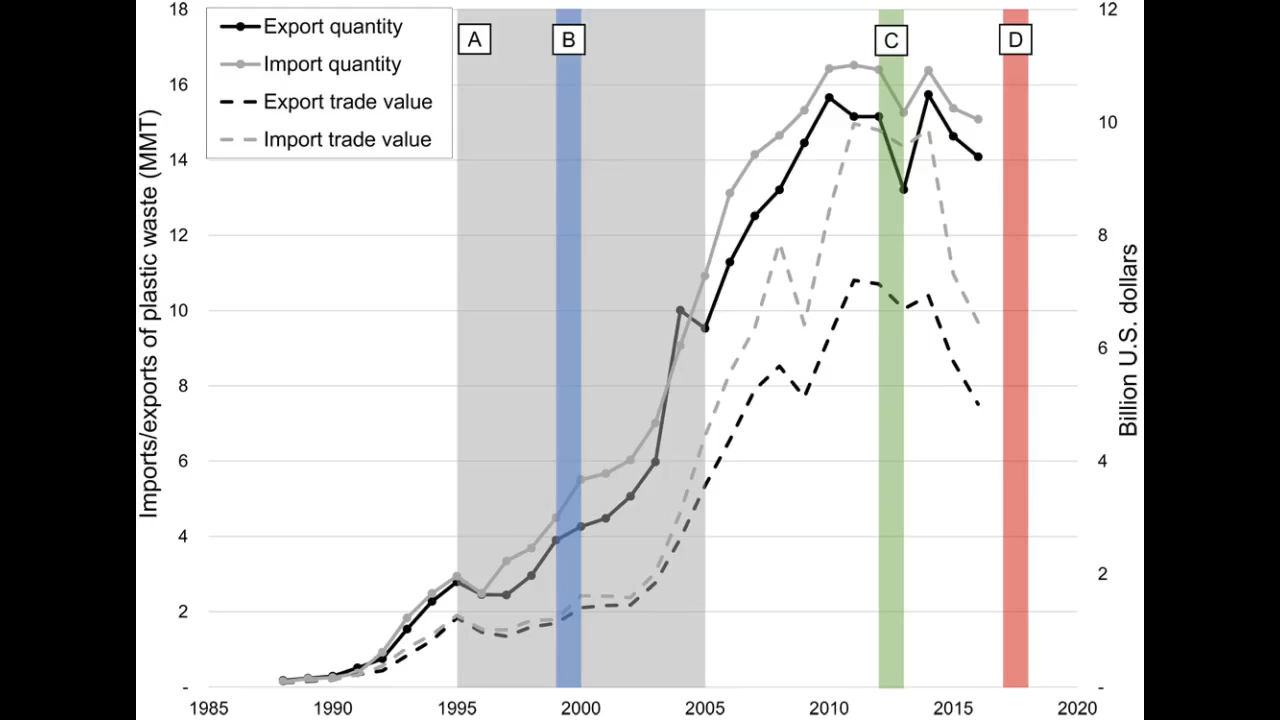 Export quantity
Import quantity
Export trade value
Import trade value
A
B
C
D
Imports/exports of plastic waste (MMT)
18
16
14
12
10
8
6
4
2
-
12
10
8
6
4
2
-
Billion U.S. dollars
1985
1990
1995
2000
2005
2010
2015
2020